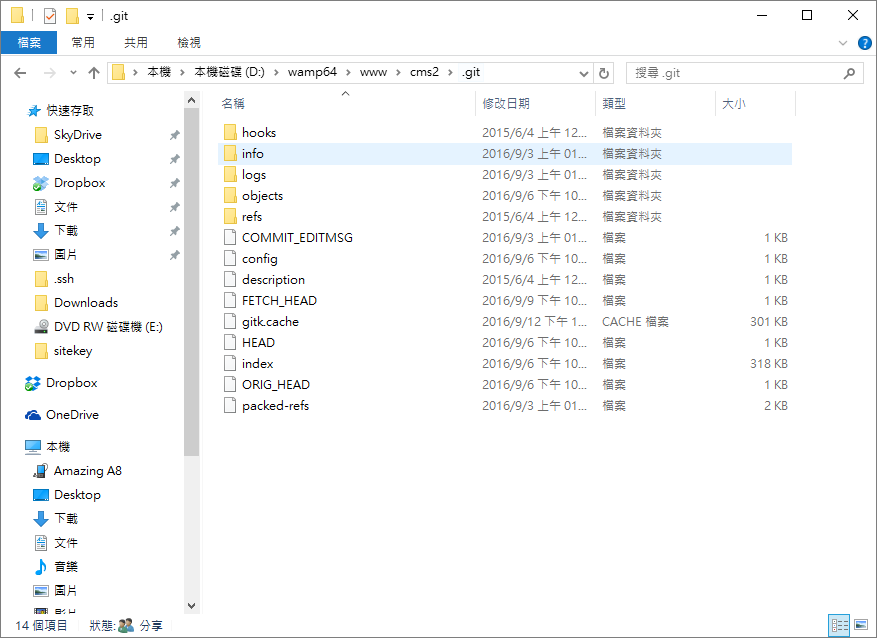 .git
檔案 常用 共用 檢視
本機 本機磁碟 (D:) wamp64 www cms2 .git 搜尋 .git
名稱 修改日期 類型 大小
快速存取
SkyDrive
Desktop
Dropbox
文件
下載
圖片
.ssh
Downloads
DVD RW 磁碟機 (E:)
sitekey
Dropbox
OneDrive
本機
Amazing A8
Desktop
下載
文件
音樂
圖片
影片
hooks 2015/6/4 上午 12... 檔案資料夾
info 2016/9/3 上午 01... 檔案資料夾
logs 2016/9/3 上午 01... 檔案資料夾
objects 2016/9/6 下午 10... 檔案資料夾
refs 2015/6/4 上午 12... 檔案資料夾
COMMIT_EDITMSG 2016/9/3 上午 01... 檔案 1 KB
config 2016/9/6 下午 10... 檔案 1 KB
description 2015/6/4 上午 12... 檔案 1 KB
FETCH_HEAD 2016/9/9 下午 10... 檔案 1 KB
gitk.cache 2016/9/12 下午 1... CACHE 檔案 301 KB
HEAD 2016/9/6 下午 10... 檔案 1 KB
index 2016/9/6 下午 10... 檔案 318 KB
ORIG_HEAD 2016/9/6 下午 10... 檔案 1 KB
packed-refs 2016/9/3 上午 01... 檔案 2 KB
14 個項目 狀態: 分享